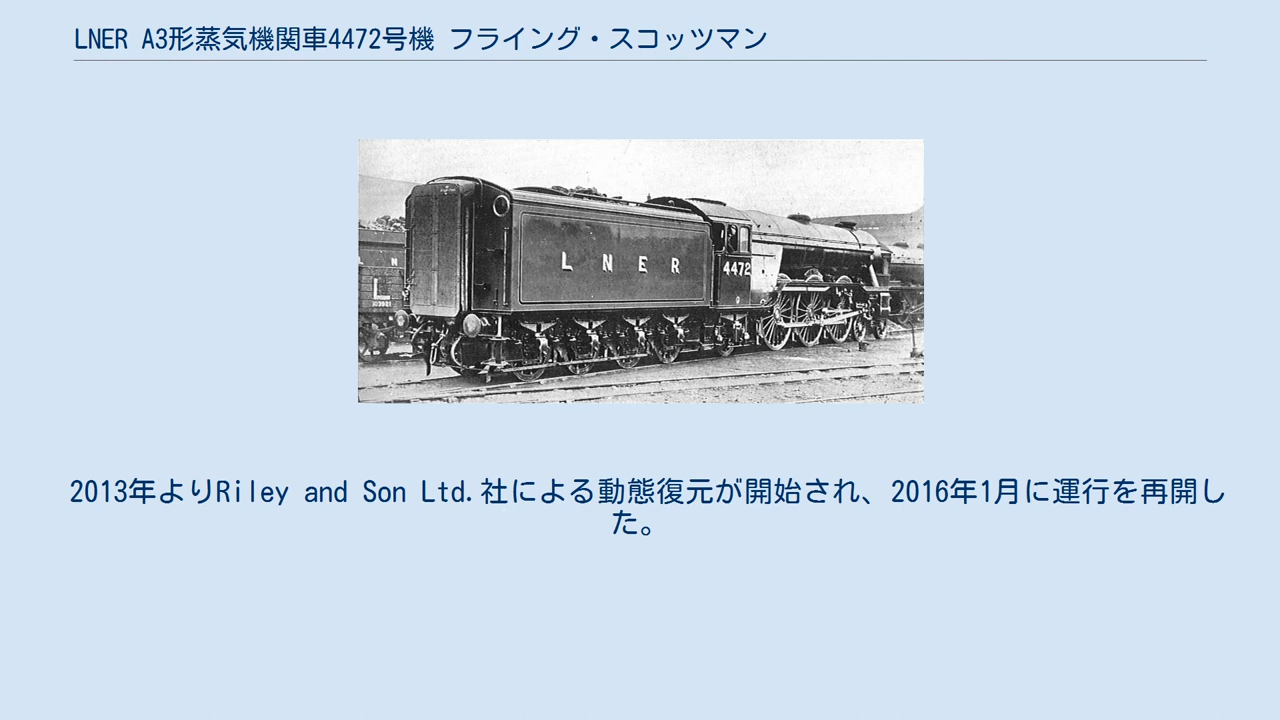 LNER A3形蒸気機関車4472号機 フライング・スコッツマン
L N E R
4472
N
L
2013年よりRiley and Son Ltd.社による動態復元が開始され、2016年1月に運行を再開し
た。